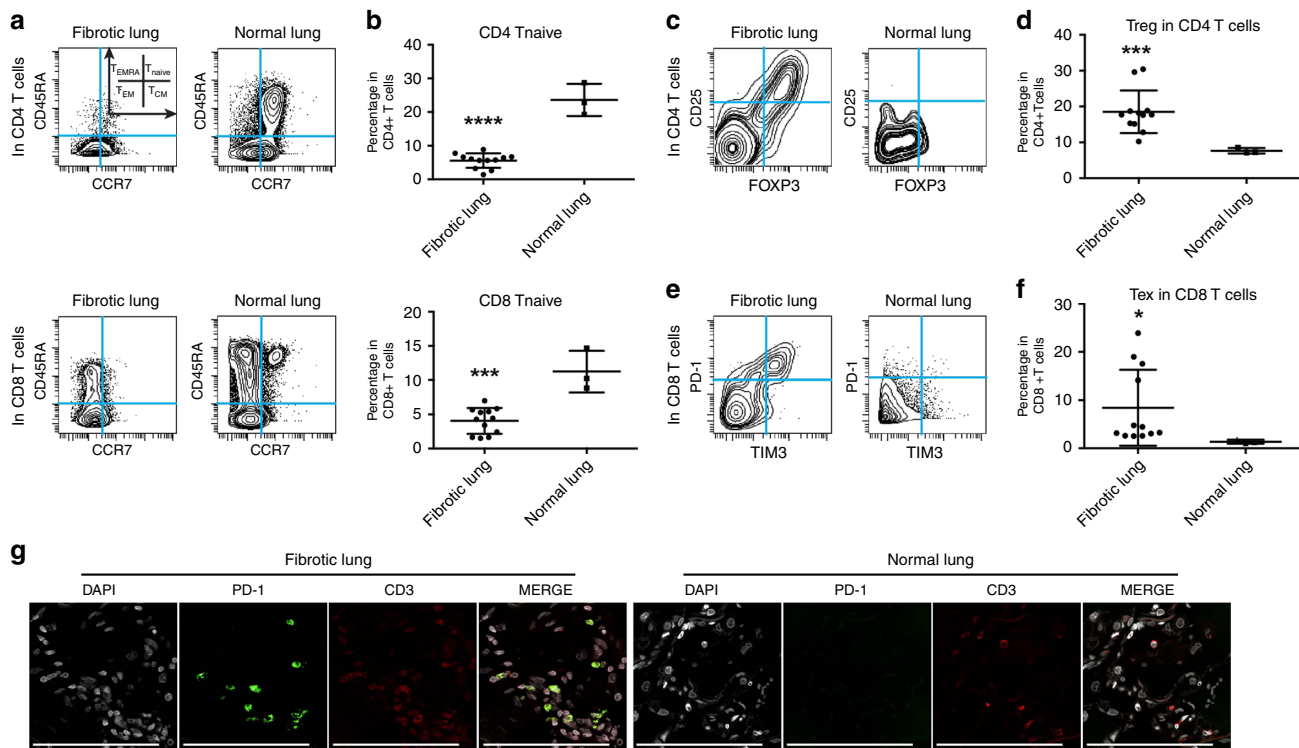 a
Fibrotic lung
Normal lung
In CD4 T cells
CD45RA
TEMRA
Tnaive
TEM
TCM
CCR7
CD45RA
CCR7
b
CD4 Tnaive
Percentage in
CD4+ T cells
40
30
20
10
0
****
Fibrotic lung
Normal lung
c
Fibrotic lung
Normal lung
In CD4 T cells
CD25
FOXP3
CD25
FOXP3
d
Treg in CD4 T cells
Percentage in
CD4+Tcells
40
30
20
10
0
***
Fibrotic lung
Normal lung
Fibrotic lung
Normal lung
In CD8 T cells
CD45RA
CCR7
CD45RA
CCR7
CD8 Tnaive
Percentage in
CD8+ T cells
20
15
10
5
0
***
Fibrotic lung
Normal lung
e
Fibrotic lung
Normal lung
In CD8 T cells
PD-1
TIM3
PD-1
TIM3
f
Tex in CD8 T cells
Percentage in
CD8 +T cells
30
20
10
0
*
Fibrotic lung
Normal lung
g
Fibrotic lung
Normal lung
DAPI
PD-1
CD3
MERGE
DAPI
PD-1
CD3
MERGE